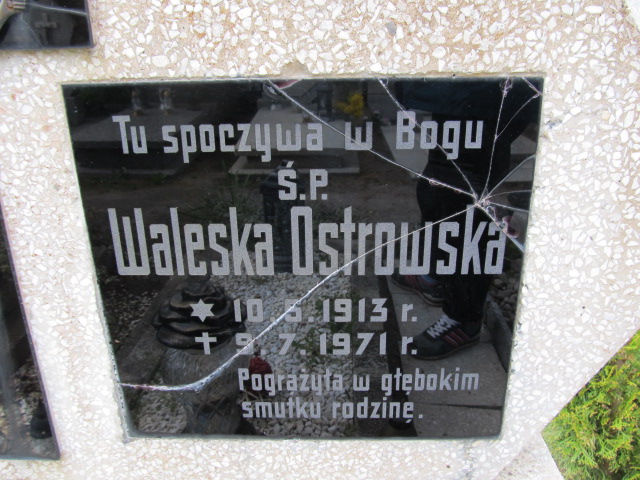 Tu spoczywa w Bogu
Ś.P.
Waleska Ostrowska
✡ 10.5.1913 r.
✝ 9.7.1971 r.
Pogrążyła w głębokim
smutku rodzinę.